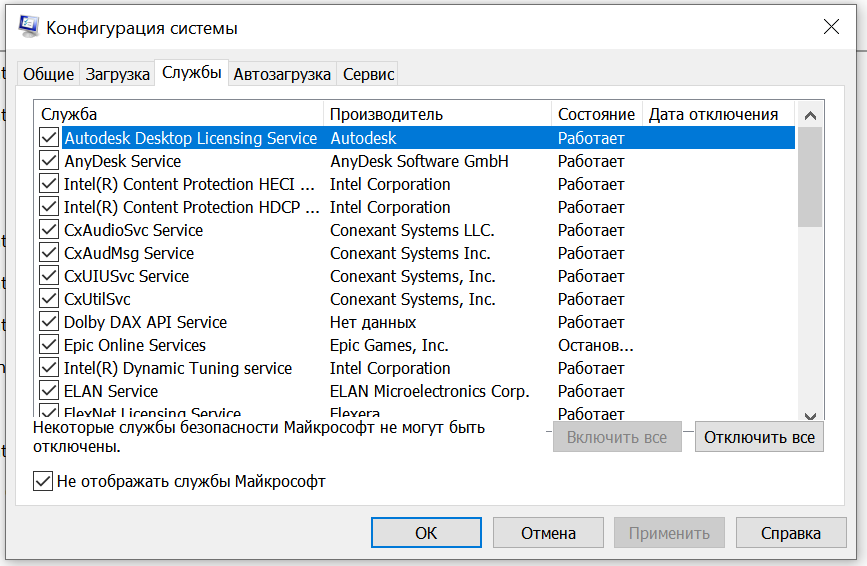 Конфигурация системы
Общие Загрузка Службы Автозагрузка Сервис
Служба Производитель Состояние Дата отключения
Autodesk Desktop Licensing Service Autodesk Работает
AnyDesk Service AnyDesk Software GmbH Работает
Intel(R) Content Protection HECI ... Intel Corporation Работает
Intel(R) Content Protection HDCP ... Intel Corporation Работает
CxAudioSvc Service Conexant Systems LLC. Работает
CxAudMsg Service Conexant Systems Inc. Работает
CxUIUSvc Service Conexant Systems, Inc. Работает
CxUtilSvc Conexant Systems, Inc. Работает
Dolby DAX API Service Нет данных Работает
Epic Online Services Epic Games, Inc. Останов...
Intel(R) Dynamic Tuning service Intel Corporation Работает
ELAN Service ELAN Microelectronics Corp. Работает
FlexNet Licensing Service Flexera Работает
Некоторые службы безопасности Майкрософт не могут быть
отключены.
Включить все Отключить все
Не отображать службы Майкрософт
ОК Отмена Применить Справка